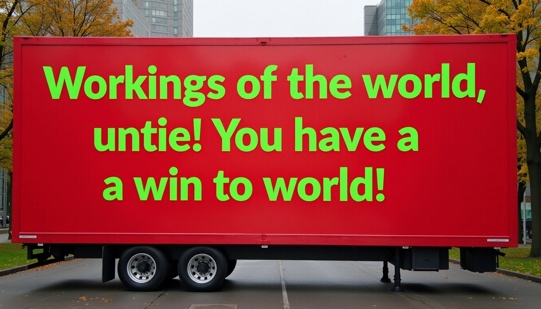 Workings of the world,
untie! You have a
a win to world!